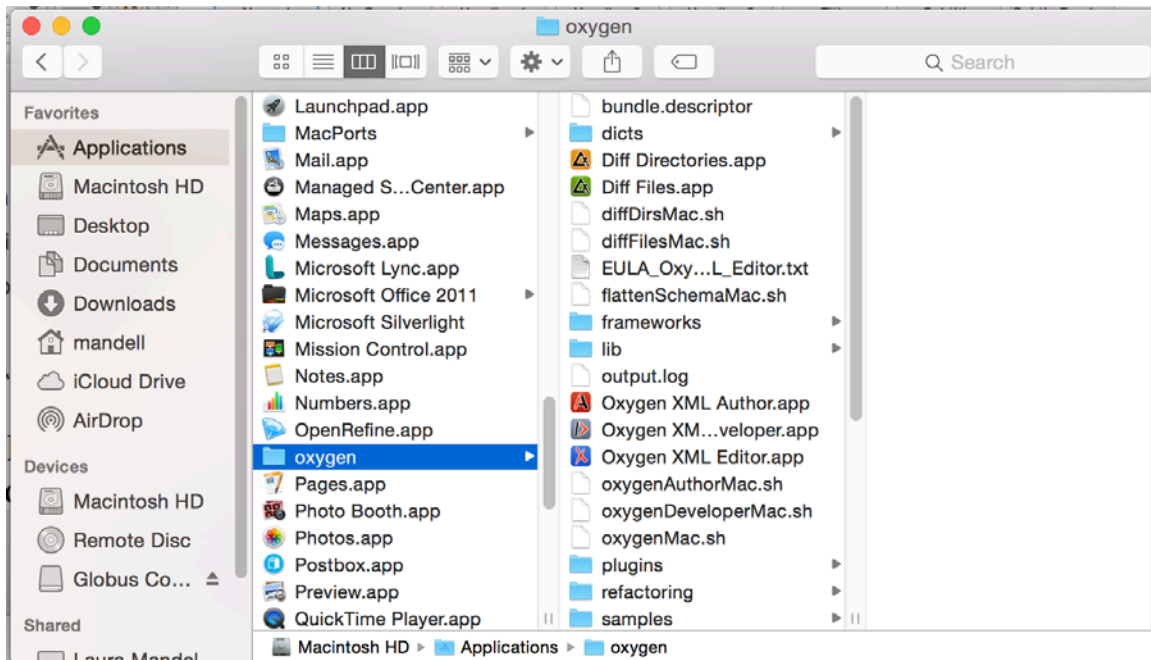 oxygen
Search
Favorites
Applications
Macintosh HD
Desktop
Documents
Downloads
mandell
iCloud Drive
AirDrop
Devices
Macintosh HD
Remote Disc
Globus Co...
Shared
Launchpad.app
MacPorts
Mail.app
Managed S...Center.app
Maps.app
Messages.app
Microsoft Lync.app
Microsoft Office 2011
Microsoft Silverlight
Mission Control.app
Notes.app
Numbers.app
OpenRefine.app
oxygen
Pages.app
Photo Booth.app
Photos.app
Postbox.app
Preview.app
QuickTime Player.app
bundle.descriptor
dicts
Diff Directories.app
Diff Files.app
diffDirsMac.sh
diffFilesMac.sh
EULA_Oxy...L_Editor.txt
flattenSchemaMac.sh
frameworks
lib
output.log
Oxygen XML Author.app
Oxygen XM...veloper.app
Oxygen XML Editor.app
oxygenAuthorMac.sh
oxygenDeveloperMac.sh
oxygenMac.sh
plugins
refactoring
samples
Macintosh HD Applications oxygen